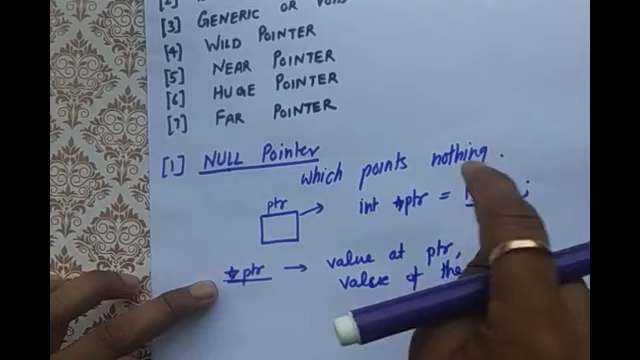 [3] GENERIC OR VOID
[4] WILD POINTER
[5] NEAR POINTER
[6] HUGE POINTER
[7] FAR POINTER
[1] NULL Pointer
which points nothing.
ptr
int *ptr = ;
*ptr → value at ptr,
value of the